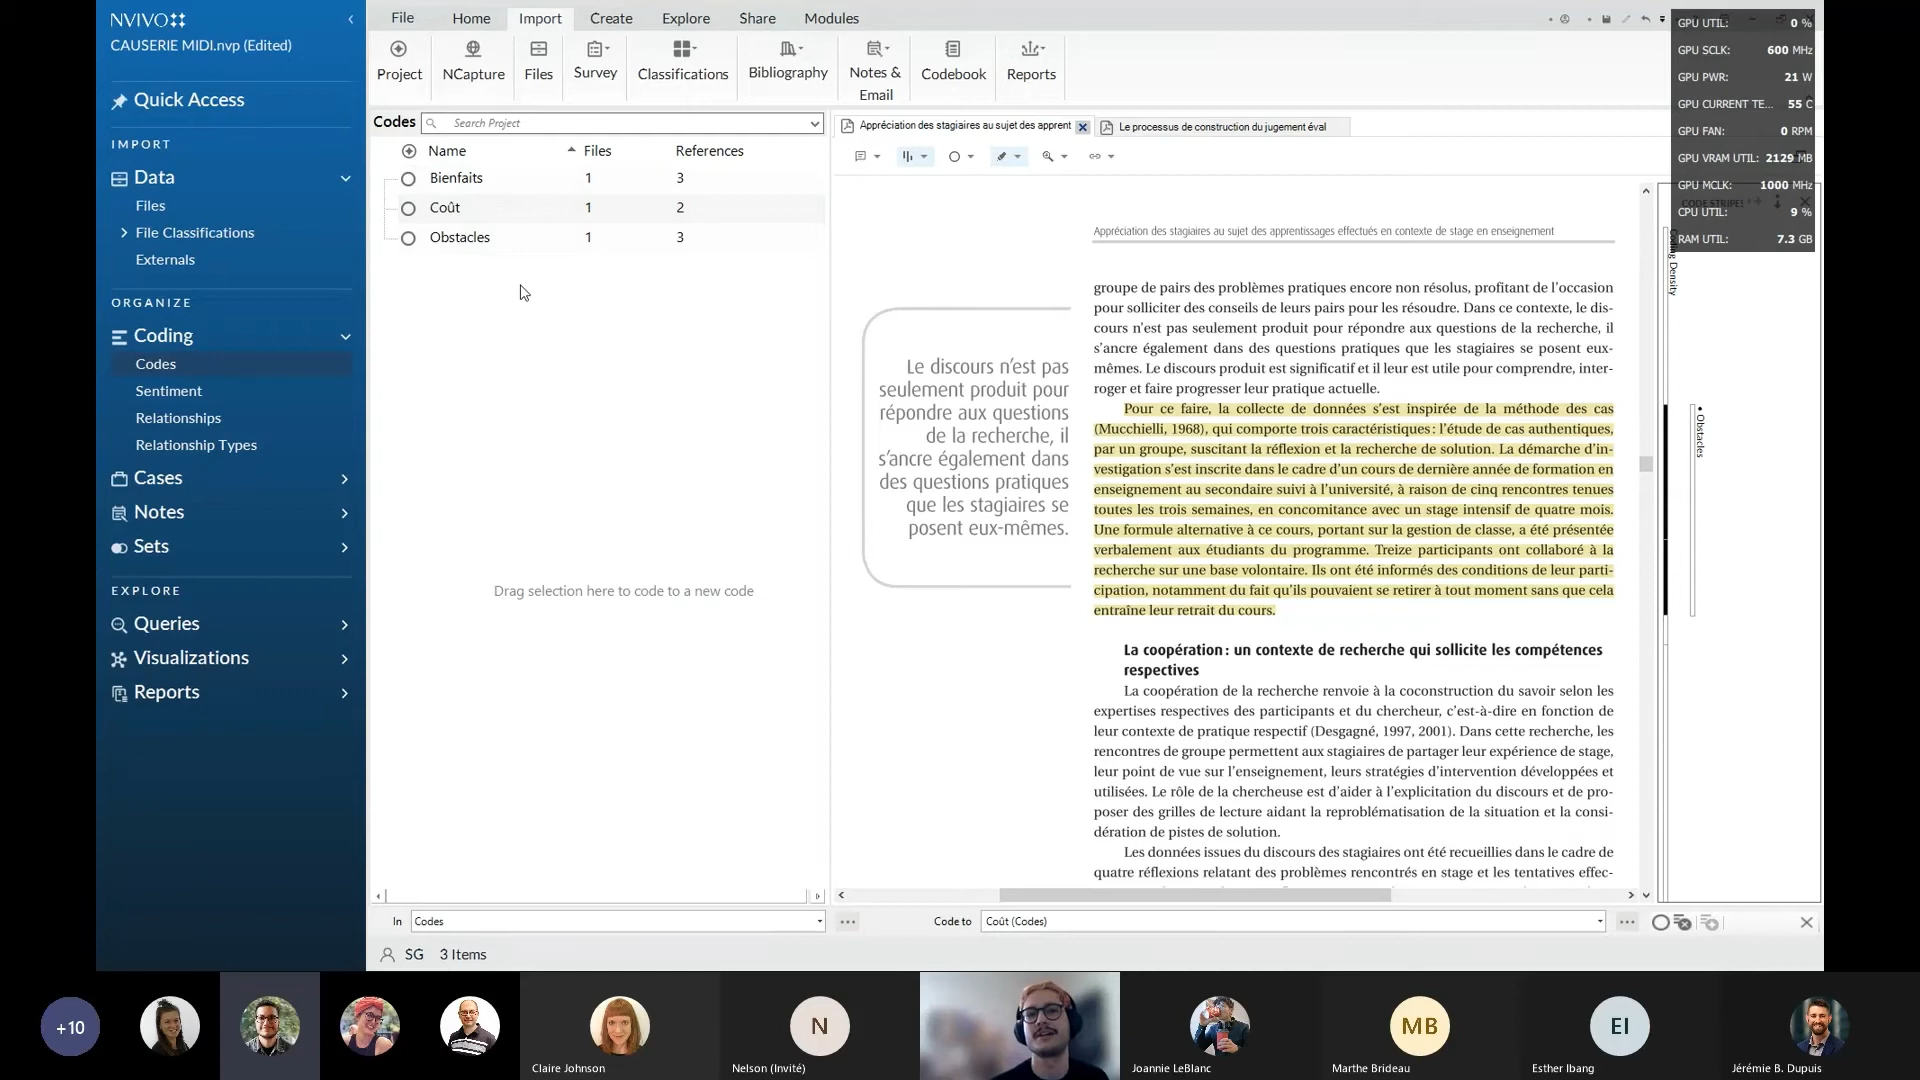 NVIVO
CAUSERIE MIDI.nvp (Edited)
Quick Access
IMPORT
Data
Files
File Classifications
Externals
ORGANIZE
Coding
Codes
Sentiment
Relationships
Relationship Types
Cases
Notes
Sets
EXPLORE
Queries
Visualizations
Reports
File Home Import Create Explore Share Modules
Project NCapture Files Survey Classifications Bibliography Notes & Email Codebook Reports
Codes Search Project
Name Files References
Bienfaits 1 3
Coût 1 2
Obstacles 1 3
Drag selection here to code to a new code
In Codes
SG 3 Items
Appréciation des stagiaires au sujet des apprent
Le processus de construction du jugement éval
Appréciation des stagiaires au sujet des apprentissages effectués en contexte de stage en enseignement
Le discours n’est pas
seulement produit pour
répondre aux questions
de la recherche, il
s’ancre également dans
des questions pratiques
que les stagiaires se
posent eux-mêmes.
groupe de pairs des problèmes pratiques encore non résolus, profitant de l’occasion
pour solliciter des conseils de leurs pairs pour les résoudre. Dans ce contexte, le dis-
cours n’est pas seulement produit pour répondre aux questions de la recherche, il
s’ancre également dans des questions pratiques que les stagiaires se posent eux-
mêmes. Le discours produit est significatif et il leur est utile pour comprendre, inter-
roger et faire progresser leur pratique actuelle.
Pour ce faire, la collecte de données s’est inspirée de la méthode des cas
(Mucchielli, 1968), qui comporte trois caractéristiques : l’étude de cas authentiques,
par un groupe, suscitant la réflexion et la recherche de solution. La démarche d’in-
vestigation s’est inscrite dans le cadre d’un cours de dernière année de formation en
enseignement au secondaire suivi à l’université, à raison de cinq rencontres tenues
toutes les trois semaines, en concomitance avec un stage intensif de quatre mois.
Une formule alternative à ce cours, portant sur la gestion de classe, a été présentée
verbalement aux étudiants du programme. Treize participants ont collaboré à la
recherche sur une base volontaire. Ils ont été informés des conditions de leur parti-
cipation, notamment du fait qu’ils pouvaient se retirer à tout moment sans que cela
entraîne leur retrait du cours.
La coopération : un contexte de recherche qui sollicite les compétences
respectives
La coopération de la recherche renvoie à la coconstruction du savoir selon les
expertises respectives des participants et du chercheur, c’est-à-dire en fonction de
leur contexte de pratique respectif (Desgagné, 1997, 2001). Dans cette recherche, les
rencontres de groupe permettent aux stagiaires de partager leur expérience de stage,
leur point de vue sur l’enseignement, leurs stratégies d’intervention développées et
utilisées. Le rôle de la chercheuse est d’aider à l’explicitation du discours et de pro-
poser des grilles de lecture aidant la reproblématisation de la situation et la consi-
dération de pistes de solution.
Les données issues du discours des stagiaires ont été recueillies dans le cadre de
quatre réflexions relatant des problèmes rencontrés en stage et les tentatives effec-
Code to Coût (Codes)
CODE STRIPES
Coding Density
Obstacles
GPU UTIL: 0 %
GPU SCLK: 600 MHz
GPU PWR: 21 W
GPU CURRENT TE... 55 C
GPU FAN: 0 RPM
GPU VRAM UTIL: 2129 MB
GPU MCLK: 1000 MHz
CPU UTIL: 9 %
RAM UTIL: 7.3 GB
+10
N
MB
EI
Claire Johnson
Nelson (Invité)
Joannie LeBlanc
Marthe Brideau
Esther Ibang
Jérémie B. Dupuis